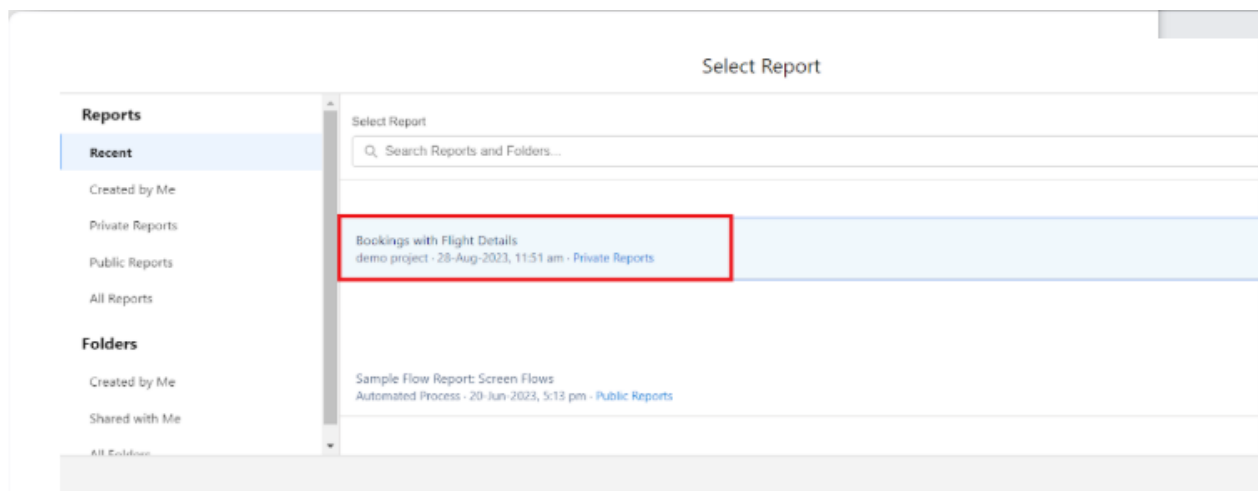 Select Report
Reports
Recent
Created by Me
Private Reports
Public Reports
All Reports
Folders
Created by Me
Shared with Me
All Folders
Select Report
Search Reports and Folders...
Bookings with Flight Details
demo project · 28-Aug-2023, 11:51 am · Private Reports
Sample Flow Report: Screen Flows
Automated Process · 20-Jun-2023, 5:13 pm · Public Reports